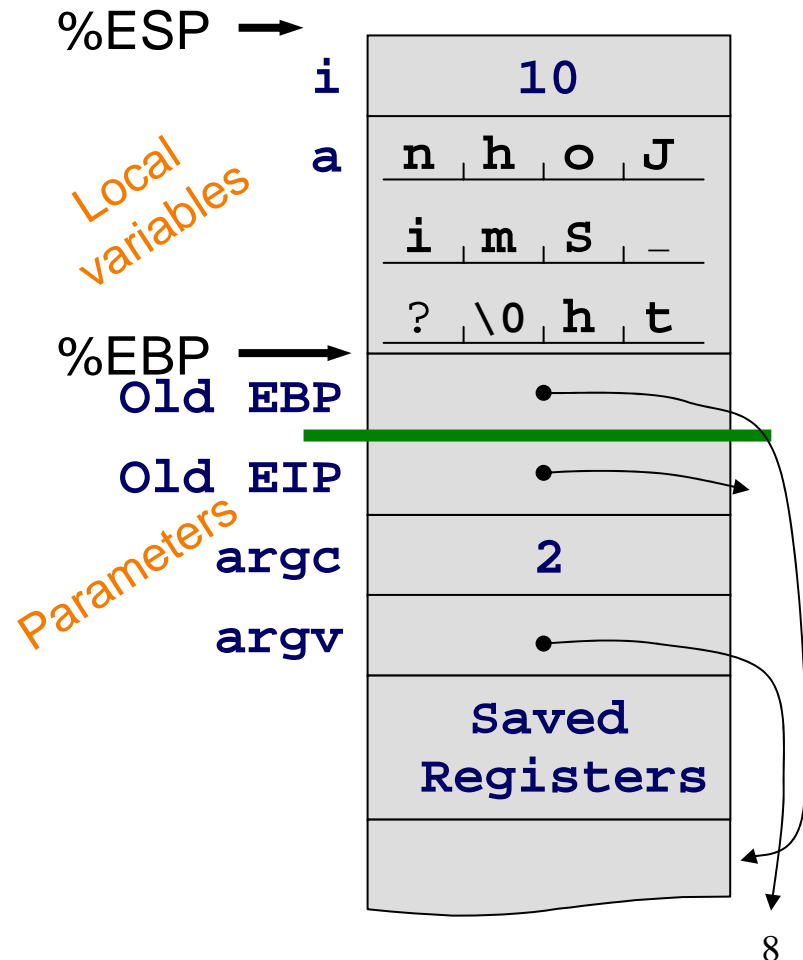 %ESP
i 10
Local
variables
a n h o J
i m S _
? \0 h t
%EBP
Old EBP
Old EIP
Parameters
argc 2
argv
Saved
Registers
8